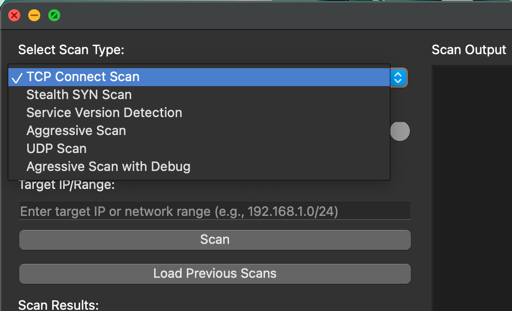 Select Scan Type:
Scan Output
TCP Connect Scan
Stealth SYN Scan
Service Version Detection
Aggressive Scan
UDP Scan
Agressive Scan with Debug
Target IP/Range:
Enter target IP or network range (e.g., 192.168.1.0/24)
Scan
Load Previous Scans
Scan Results: